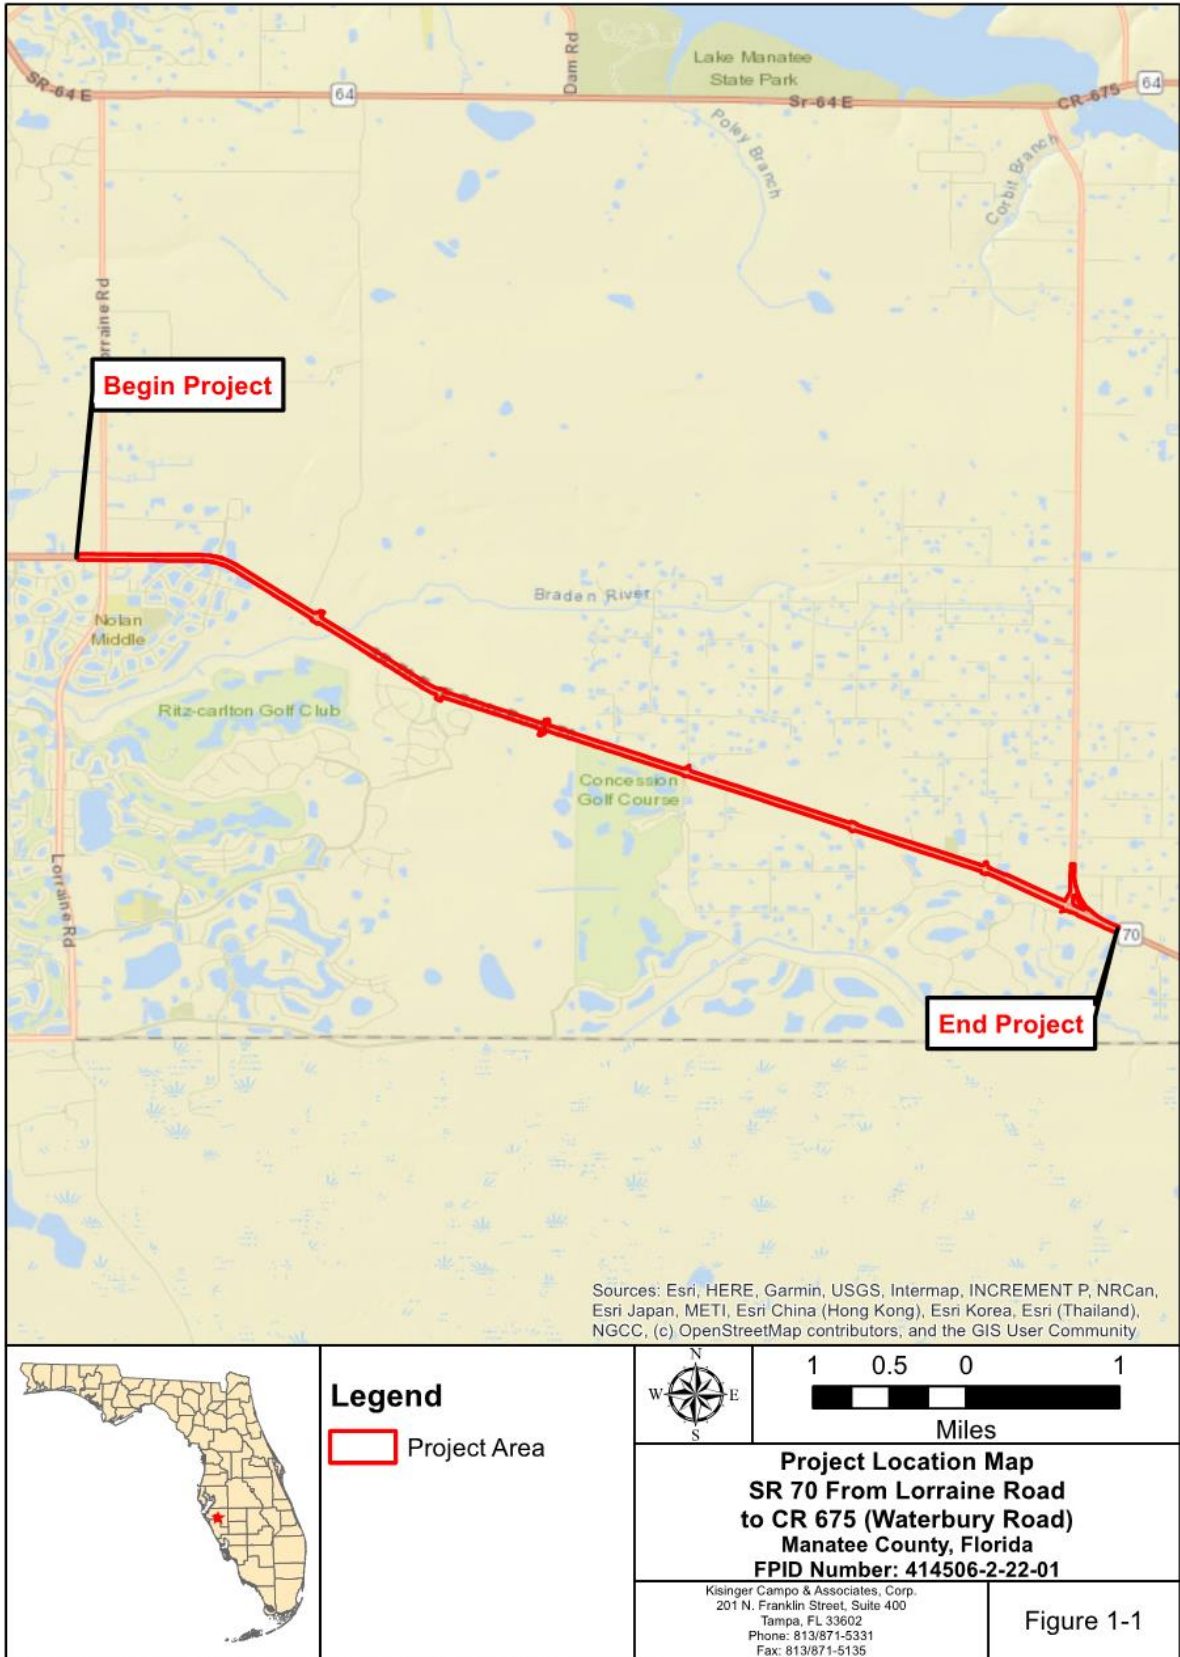 Lake Manatee
State Park
Dam Rd
SR-64 E
64
Sr-64 E
CR-675
64
Poley Branch
Corbit Branch
orraine Rd
Begin Project
Braden River
Nolan
Middle
Ritz-carlton Golf Club
Concession
Golf Course
Lorraine Rd
70
End Project
Sources: Esri, HERE, Garmin, USGS, Intermap, INCREMENT P, NRCan,
Esri Japan, METI, Esri China (Hong Kong), Esri Korea, Esri (Thailand),
NGCC, (c) OpenStreetMap contributors, and the GIS User Community
Legend
Project Area
N
W E
S
1 0.5 0 1
Miles
Project Location Map
SR 70 From Lorraine Road
to CR 675 (Waterbury Road)
Manatee County, Florida
FPID Number: 414506-2-22-01
Kisinger Campo & Associates, Corp.
201 N. Franklin Street, Suite 400
Tampa, FL 33602
Phone: 813/871-5331
Fax: 813/871-5135
Figure 1-1